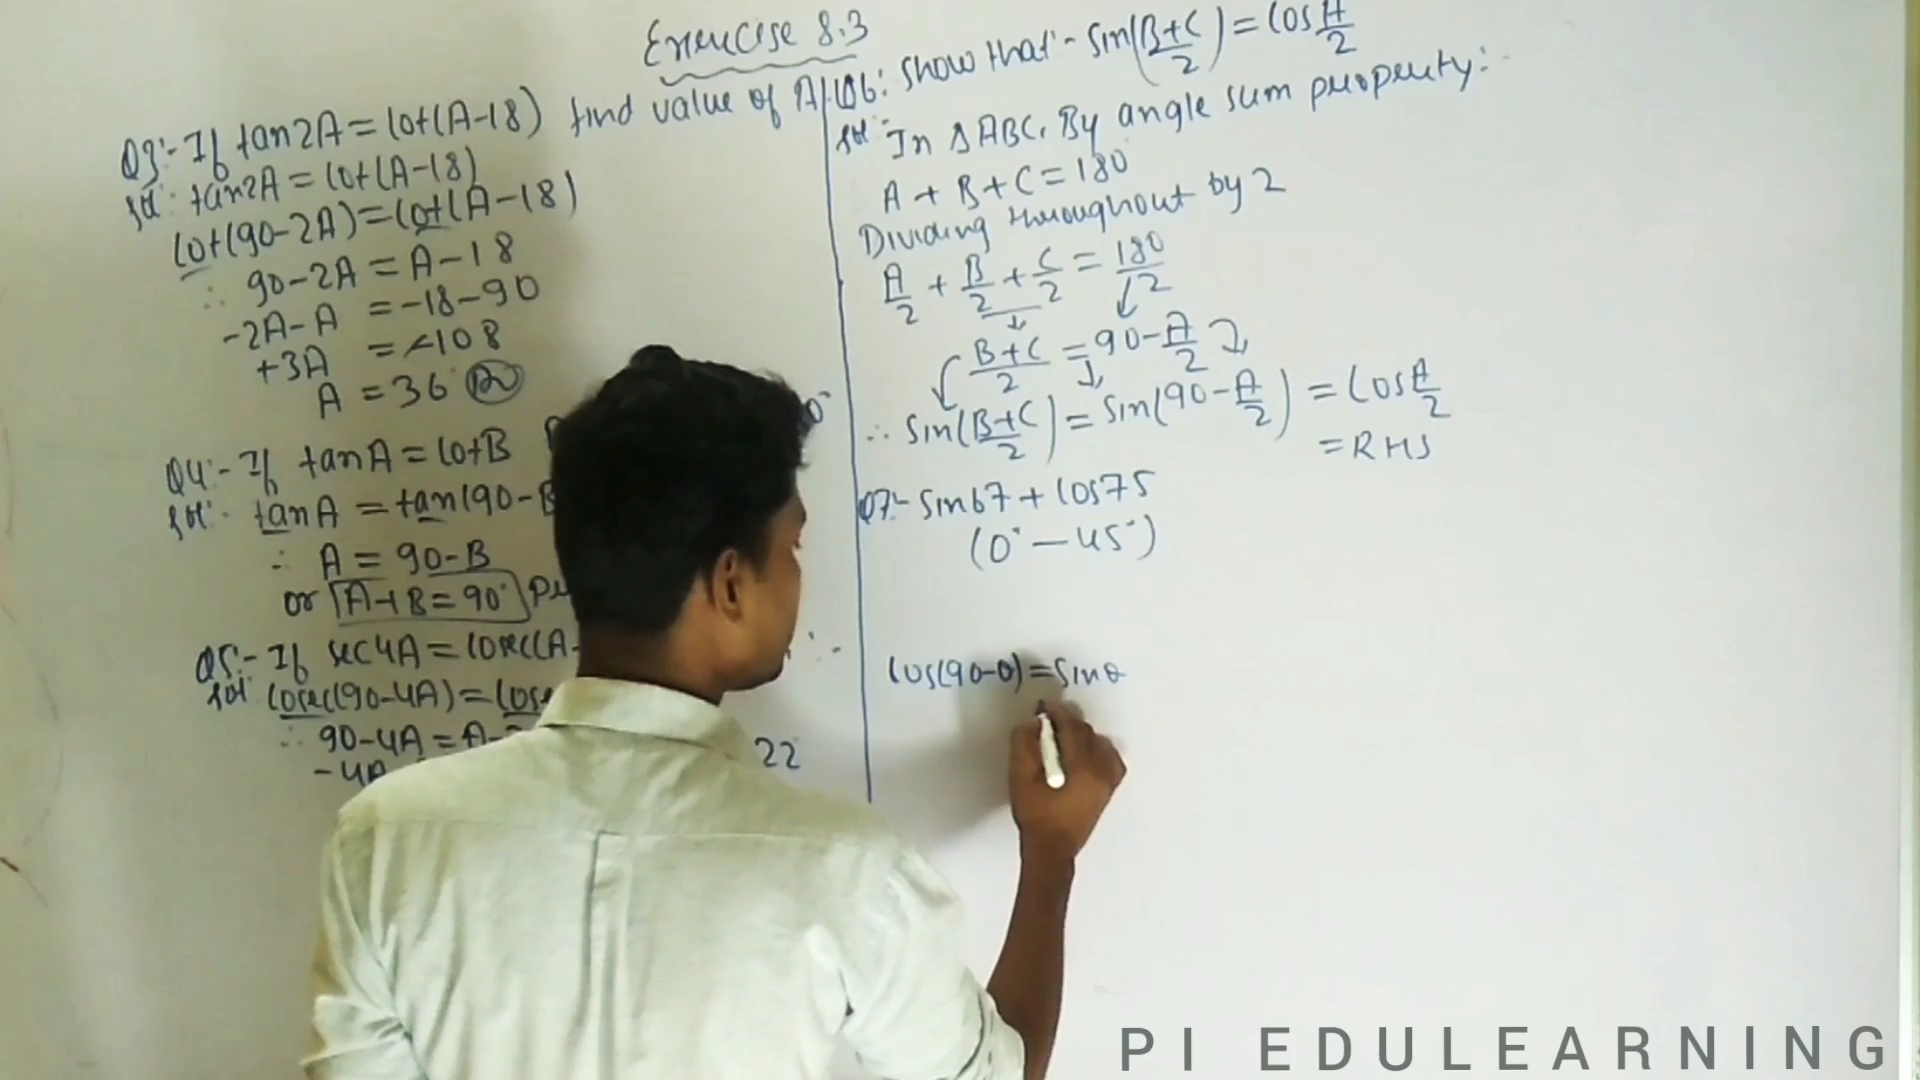 Exercise 8.3
Q3:- If tan2A = cot(A-18) find value of A
sol: tan2A = cot(A-18)
cot(90-2A) = cot(A-18)
∴ 90-2A = A-18
-2A-A = -18-90
+3A = -108
A = 36
Q4:- If tanA = cotB
sol:- tanA = tan(90-B
∴ A = 90-B
or A+B = 90°
Q5:- If sec4A = cosec(A-
sol cosec(90-4A) = cose
∴ 90-4A = A-
-4A
22
Q6: Show that:- sin(B+C/2) = cos A/2
sol:- In ΔABC, By angle sum property:-
A + B + C = 180
Dividing throughout by 2
A/2 + B/2 + C/2 = 180/2
B+C/2 = 90-A/2
∴ sin(B+C/2) = sin(90-A/2) = cos A/2
= RHS
Q7:- sin67 + cos75
(0° - 45°)
cos(90-θ) = sinθ
PI EDULEARNING